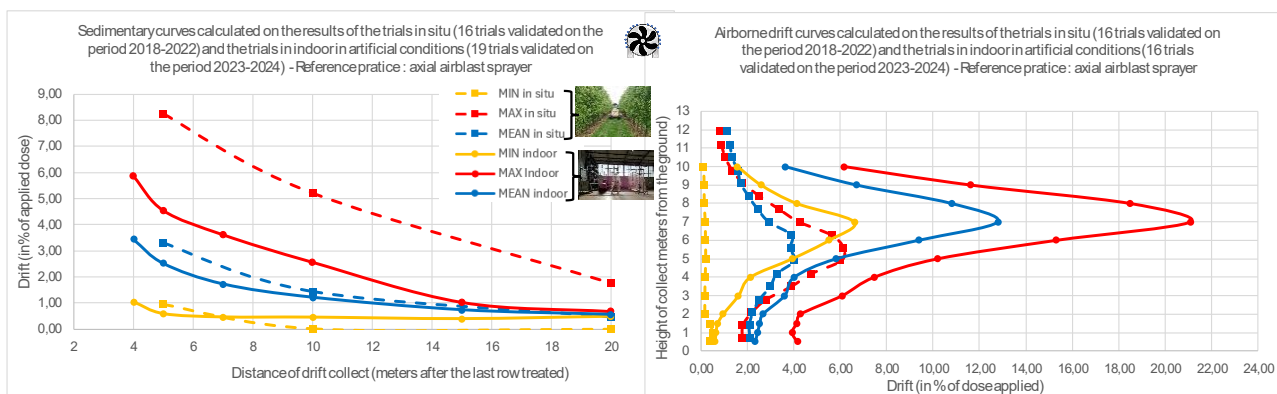 Sedimentary curves calculated on the results of the trials in situ (16 trials validated on the
period 2018-2022) and the trials in indoor in artificial conditions (19 trials validated on
the period 2023-2024) - Reference pratice : axial airblast sprayer
9,00
8,00
7,00
6,00
5,00
4,00
3,00
2,00
1,00
0,00
Drift (in % of applied dose)
2
4
6
8
10
12
14
16
18
20
Distance of drift collect (meters after the last row treated)
MIN in situ
MAX in situ
MEAN in situ
MIN indoor
MAX Indoor
MEAN indoor
Airborne drift curves calculated on the results of the trials in situ (16 trials validated on
the period 2018-2022) and the trials in indoor in artificial conditions (16 trials
validated on the period 2023-2024) - Reference pratice : axial airblast sprayer
13
12
11
10
9
8
7
6
5
4
3
2
1
0
Height of collect meters from the ground
0,00
2,00
4,00
6,00
8,00
10,00
12,00
14,00
16,00
18,00
20,00
22,00
24,00
Drift (in % of dose applied)